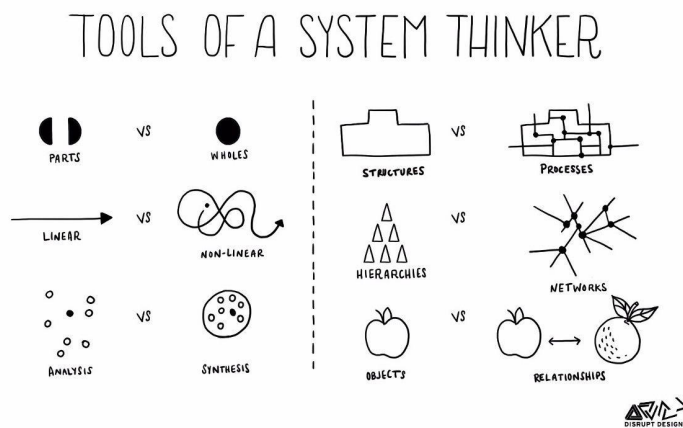 TOOLS OF A SYSTEM THINKER
PARTS VS WHOLES
LINEAR VS NON-LINEAR
ANALYSIS VS SYNTHESIS
STRUCTURES VS PROCESSES
HIERARCHIES VS NETWORKS
OBJECTS VS RELATIONSHIPS
DISRUPT DESIGN